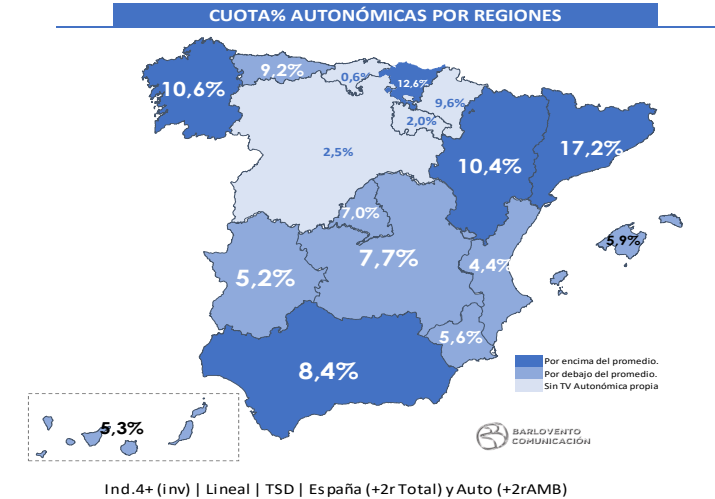 CUOTA% AUTONÓMICAS POR REGIONES
10,6%
9,2%
0,6%
12,6%
9,6%
2,0%
2,5%
10,4%
17,2%
7,0%
7,7%
5,2%
4,4%
5,9%
5,6%
8,4%
5,3%
Por encima del promedio.
Por debajo del promedio.
Sin TV Autonómica propia
BARLOVENTO
COMUNICACIÓN
Ind.4+ (inv) | Lineal | TSD | España (+2r Total) y Auto (+2rAMB)